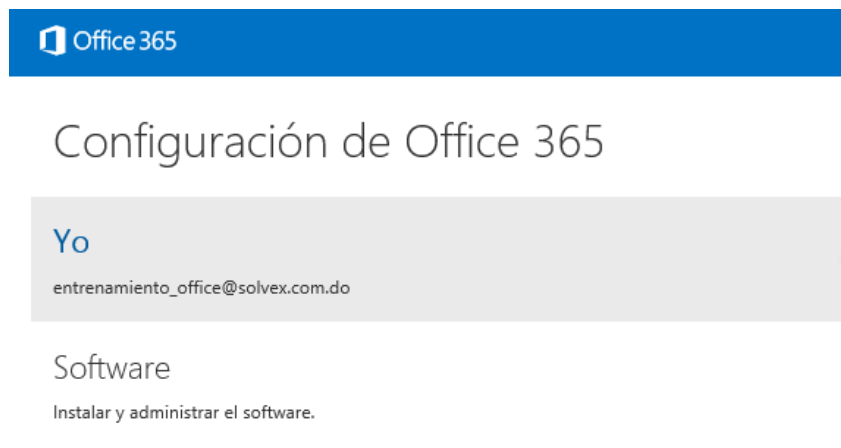 Office 365
Configuración de Office 365
Yo
entrenamiento_office@solvex.com.do
Software
Instalar y administrar el software.